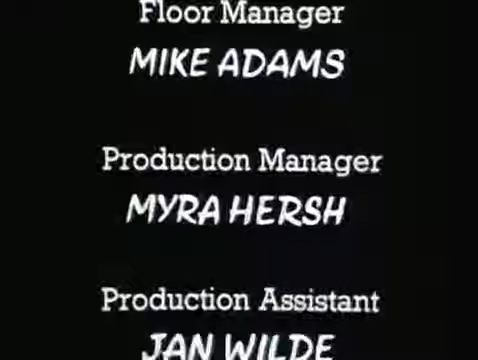 Floor Manager
MIKE ADAMS
Production Manager
MYRA HERSH
Production Assistant
JAN WILDE